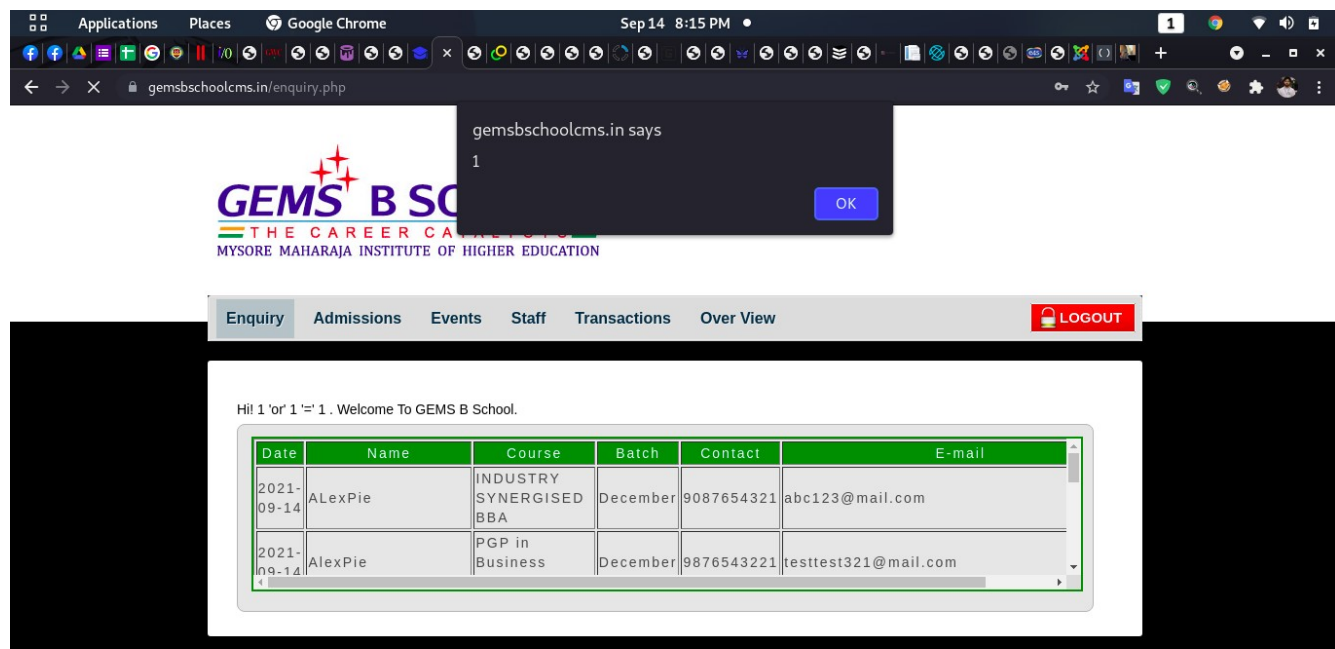 Applications Places Google Chrome Sep 14 8:15 PM 1
gemsbschoolcms.in/enquiry.php
gemsbschoolcms.in says
1
OK
GEMS B SC
THE CAREER CA
MYSORE MAHARAJA INSTITUTE OF HIGHER EDUCATION
Enquiry Admissions Events Staff Transactions Over View LOGOUT
Hi! 1 'or' 1 '=' 1 . Welcome To GEMS B School.
Date Name Course Batch Contact E-mail
2021-09-14 ALexPie INDUSTRY SYNERGISED BBA December 9087654321 abc123@mail.com
2021-09-14 AlexPie PGP in Business December 9876543221 testtest321@mail.com